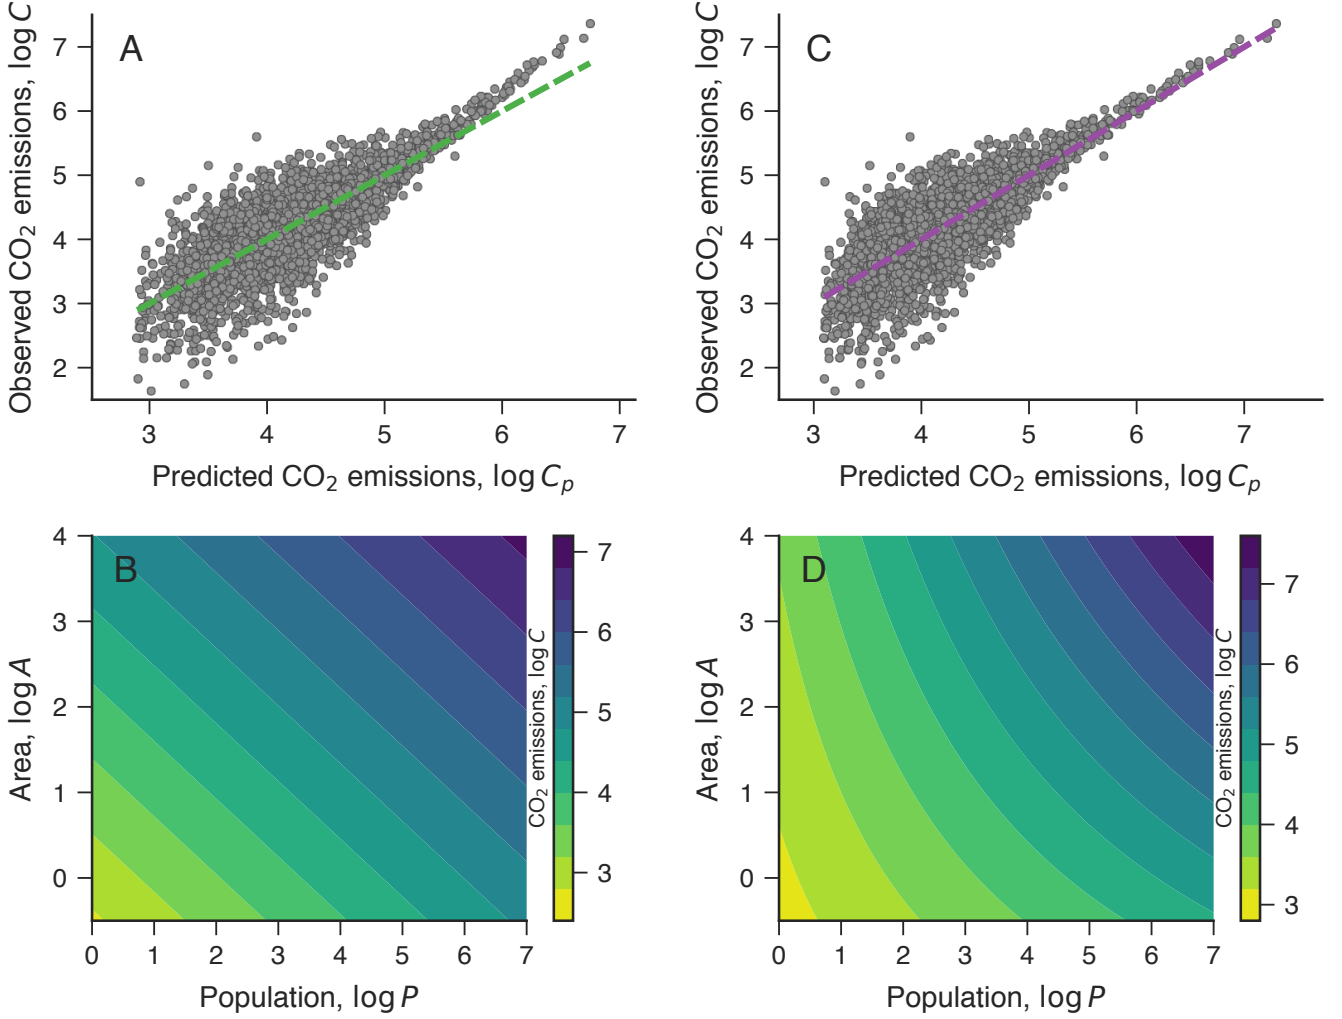 A
Observed CO₂ emissions, log C
7
6
5
4
3
2
3 4 5 6 7
Predicted CO₂ emissions, log Cₚ
C
Observed CO₂ emissions, log C
7
6
5
4
3
2
3 4 5 6 7
Predicted CO₂ emissions, log Cₚ
B
Area, log A
4
3
2
1
0
0 1 2 3 4 5 6 7
Population, log P
CO₂ emissions, log C
7
6
5
4
3
D
Area, log A
4
3
2
1
0
0 1 2 3 4 5 6 7
Population, log P
CO₂ emissions, log C
7
6
5
4
3